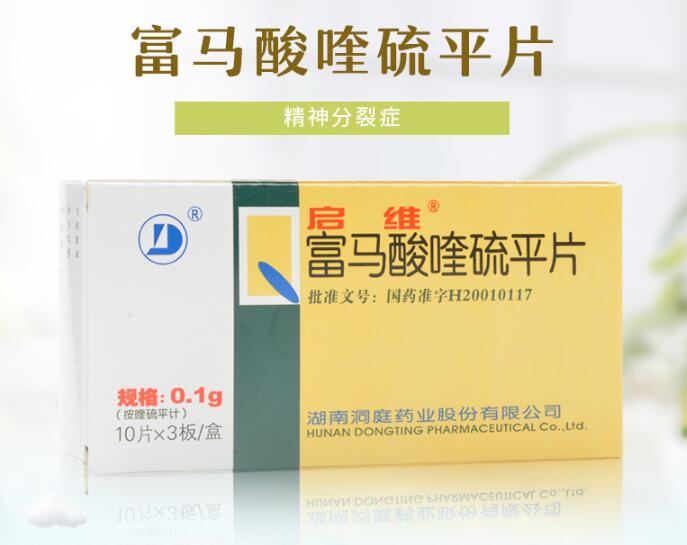 富马酸喹硫平片
精神分裂症
启维®
富马酸喹硫平片
批准文号：国药准字H20010117
®
规格：0.1g
（按喹硫平计）
10片×3板/盒
湖南洞庭药业股份有限公司
HUNAN DONGTING PHARMACEUTICAL Co.,Ltd.